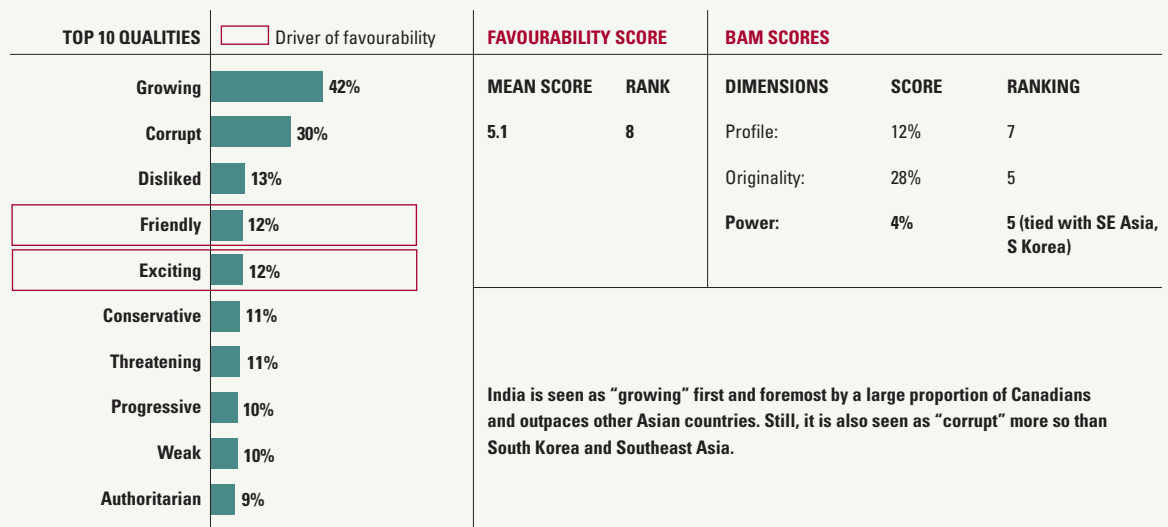 TOP 10 QUALITIES
Driver of favourability
Growing 42%
Corrupt 30%
Disliked 13%
Friendly 12%
Exciting 12%
Conservative 11%
Threatening 11%
Progressive 10%
Weak 10%
Authoritarian 9%
FAVOURABILITY SCORE
MEAN SCORE RANK
5.1 8
BAM SCORES
DIMENSIONS SCORE RANKING
Profile: 12% 7
Originality: 28% 5
Power: 4% 5 (tied with SE Asia,
S Korea)
India is seen as “growing” first and foremost by a large proportion of Canadians
and outpaces other Asian countries. Still, it is also seen as “corrupt” more so than
South Korea and Southeast Asia.